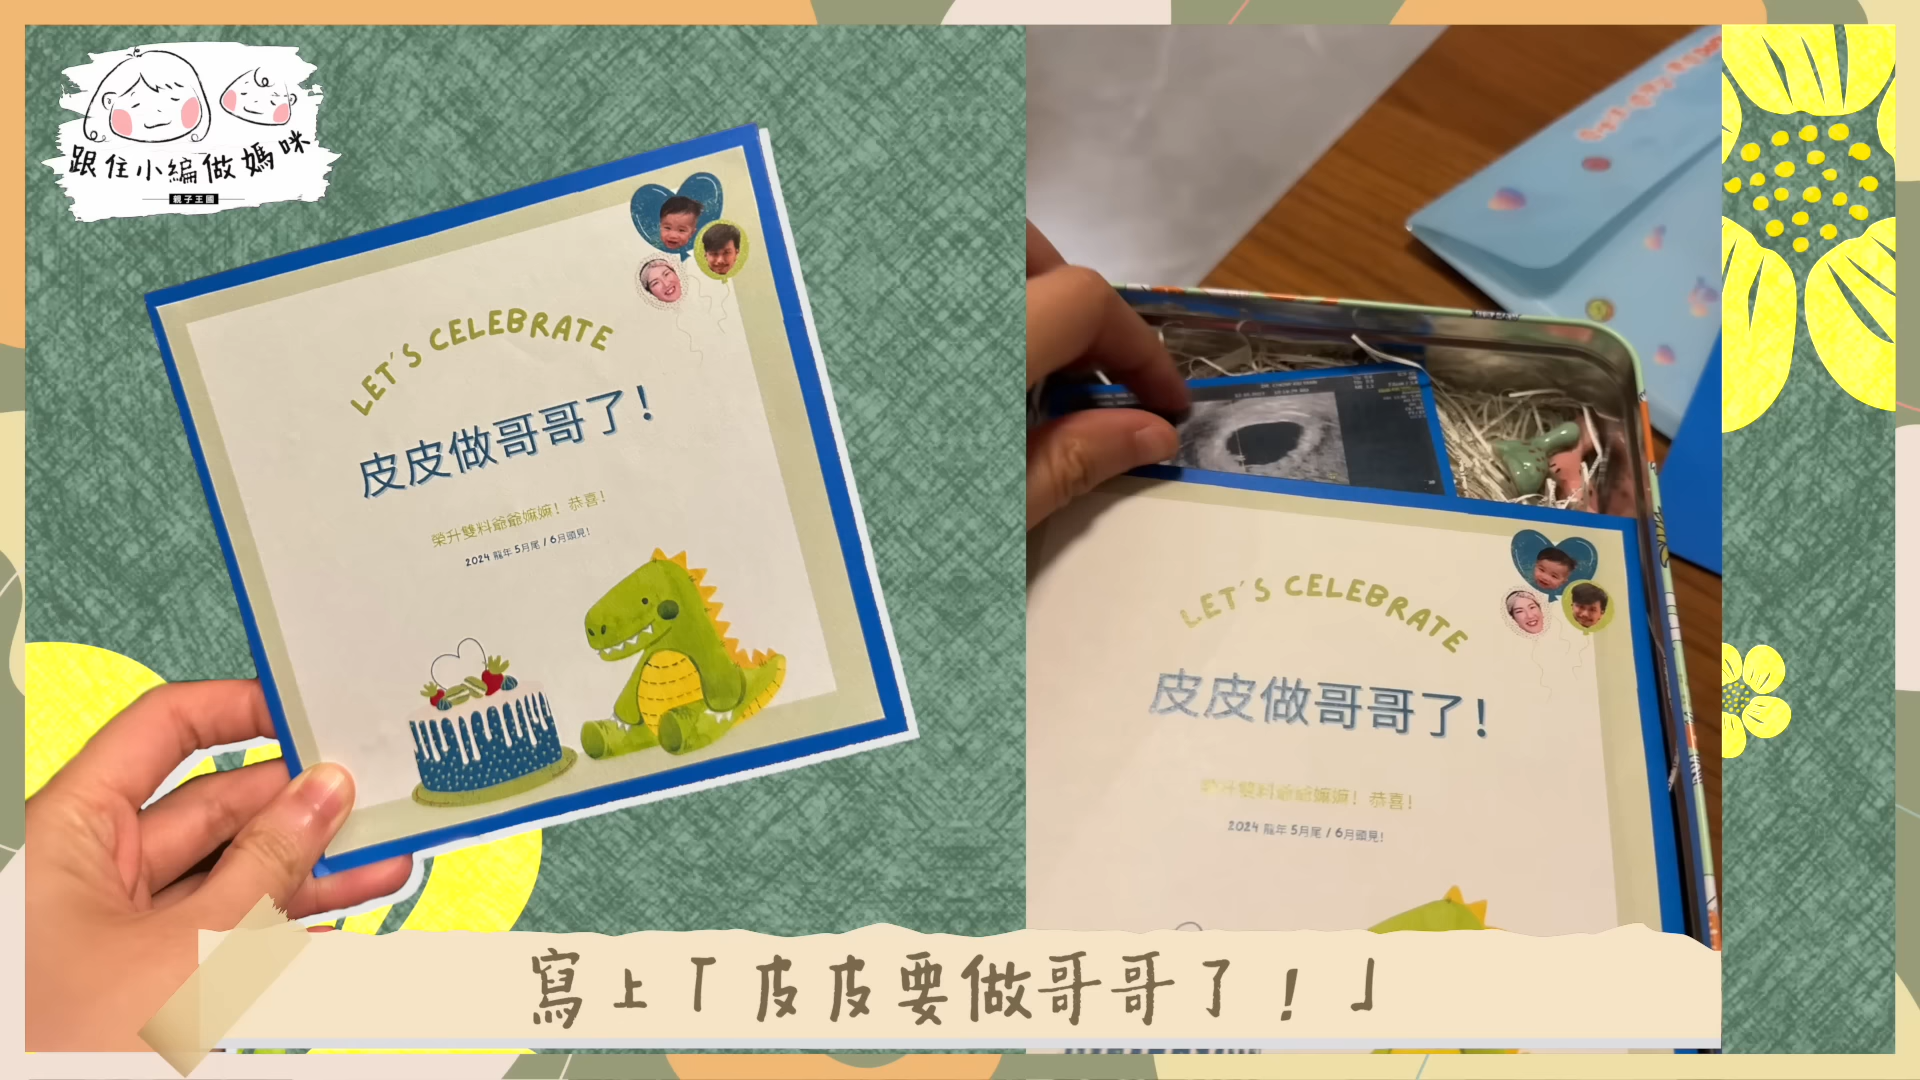 跟住小編做媽咪
親子王國
LET'S CELEBRATE
皮皮做哥哥了！
榮升雙料爺爺嫲嫲！恭喜！
2024 龍年 5月尾 / 6月頭見!
LET'S CELEBRATE
皮皮做哥哥了！
榮升雙料爺爺嫲嫲！恭喜！
2024 龍年 5月尾 / 6月頭見!
寫上「皮皮要做哥哥了！」